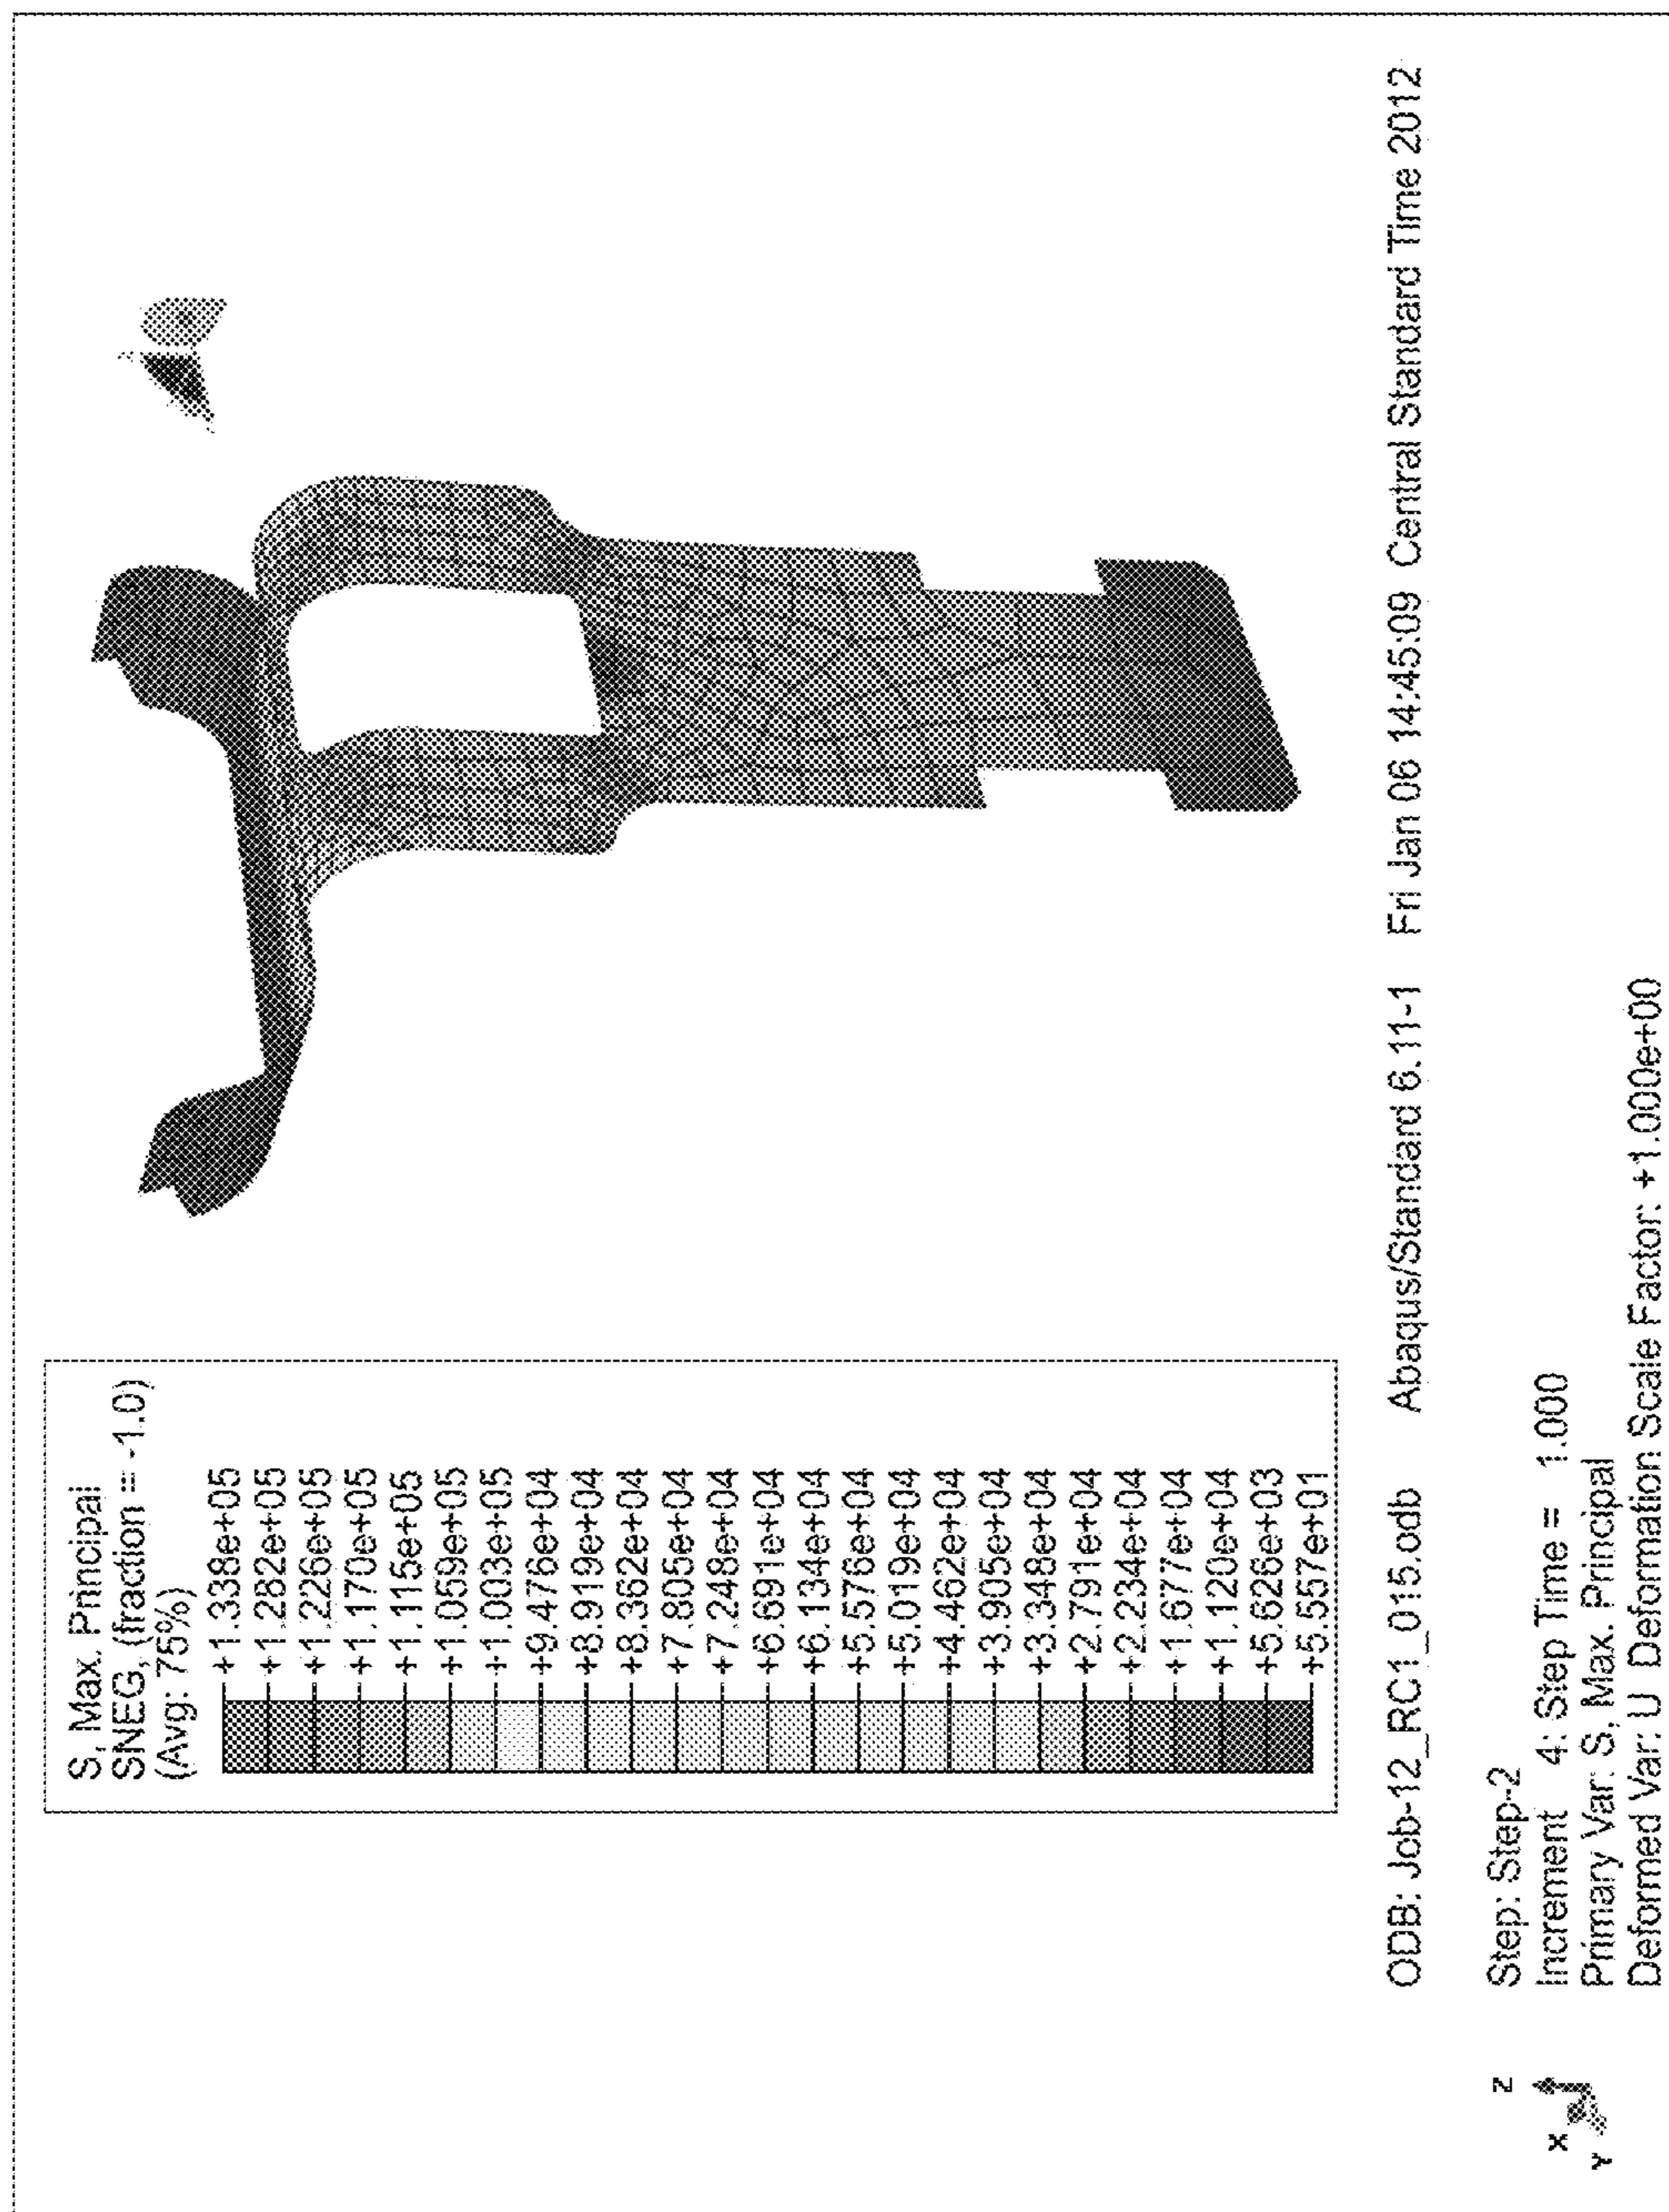 S, Max. Principal
SNEG, (fraction = -1.0)
(Avg: 75%)
+1.338e+05
+1.282e+05
+1.226e+05
+1.170e+05
+1.115e+05
+1.059e+05
+1.003e+05
+9.476e+04
+8.919e+04
+8.362e+04
+7.805e+04
+7.248e+04
+6.691e+04
+6.134e+04
+5.576e+04
+5.019e+04
+4.462e+04
+3.905e+04
+3.348e+04
+2.791e+04
+2.234e+04
+1.677e+04
+1.120e+04
+5.626e+03
+5.557e+01
ODB: Job-12_RC1_015.odb Abaqus/Standard 6.11-1 Fri Jan 06 14:45:09 Central Standard Time 2012
Step: Step-2
Increment 4: Step Time = 1.000
Primary Var: S, Max. Principal
Deformed Var: U Deformation Scale Factor: +1.000e+00
Z
X
Y